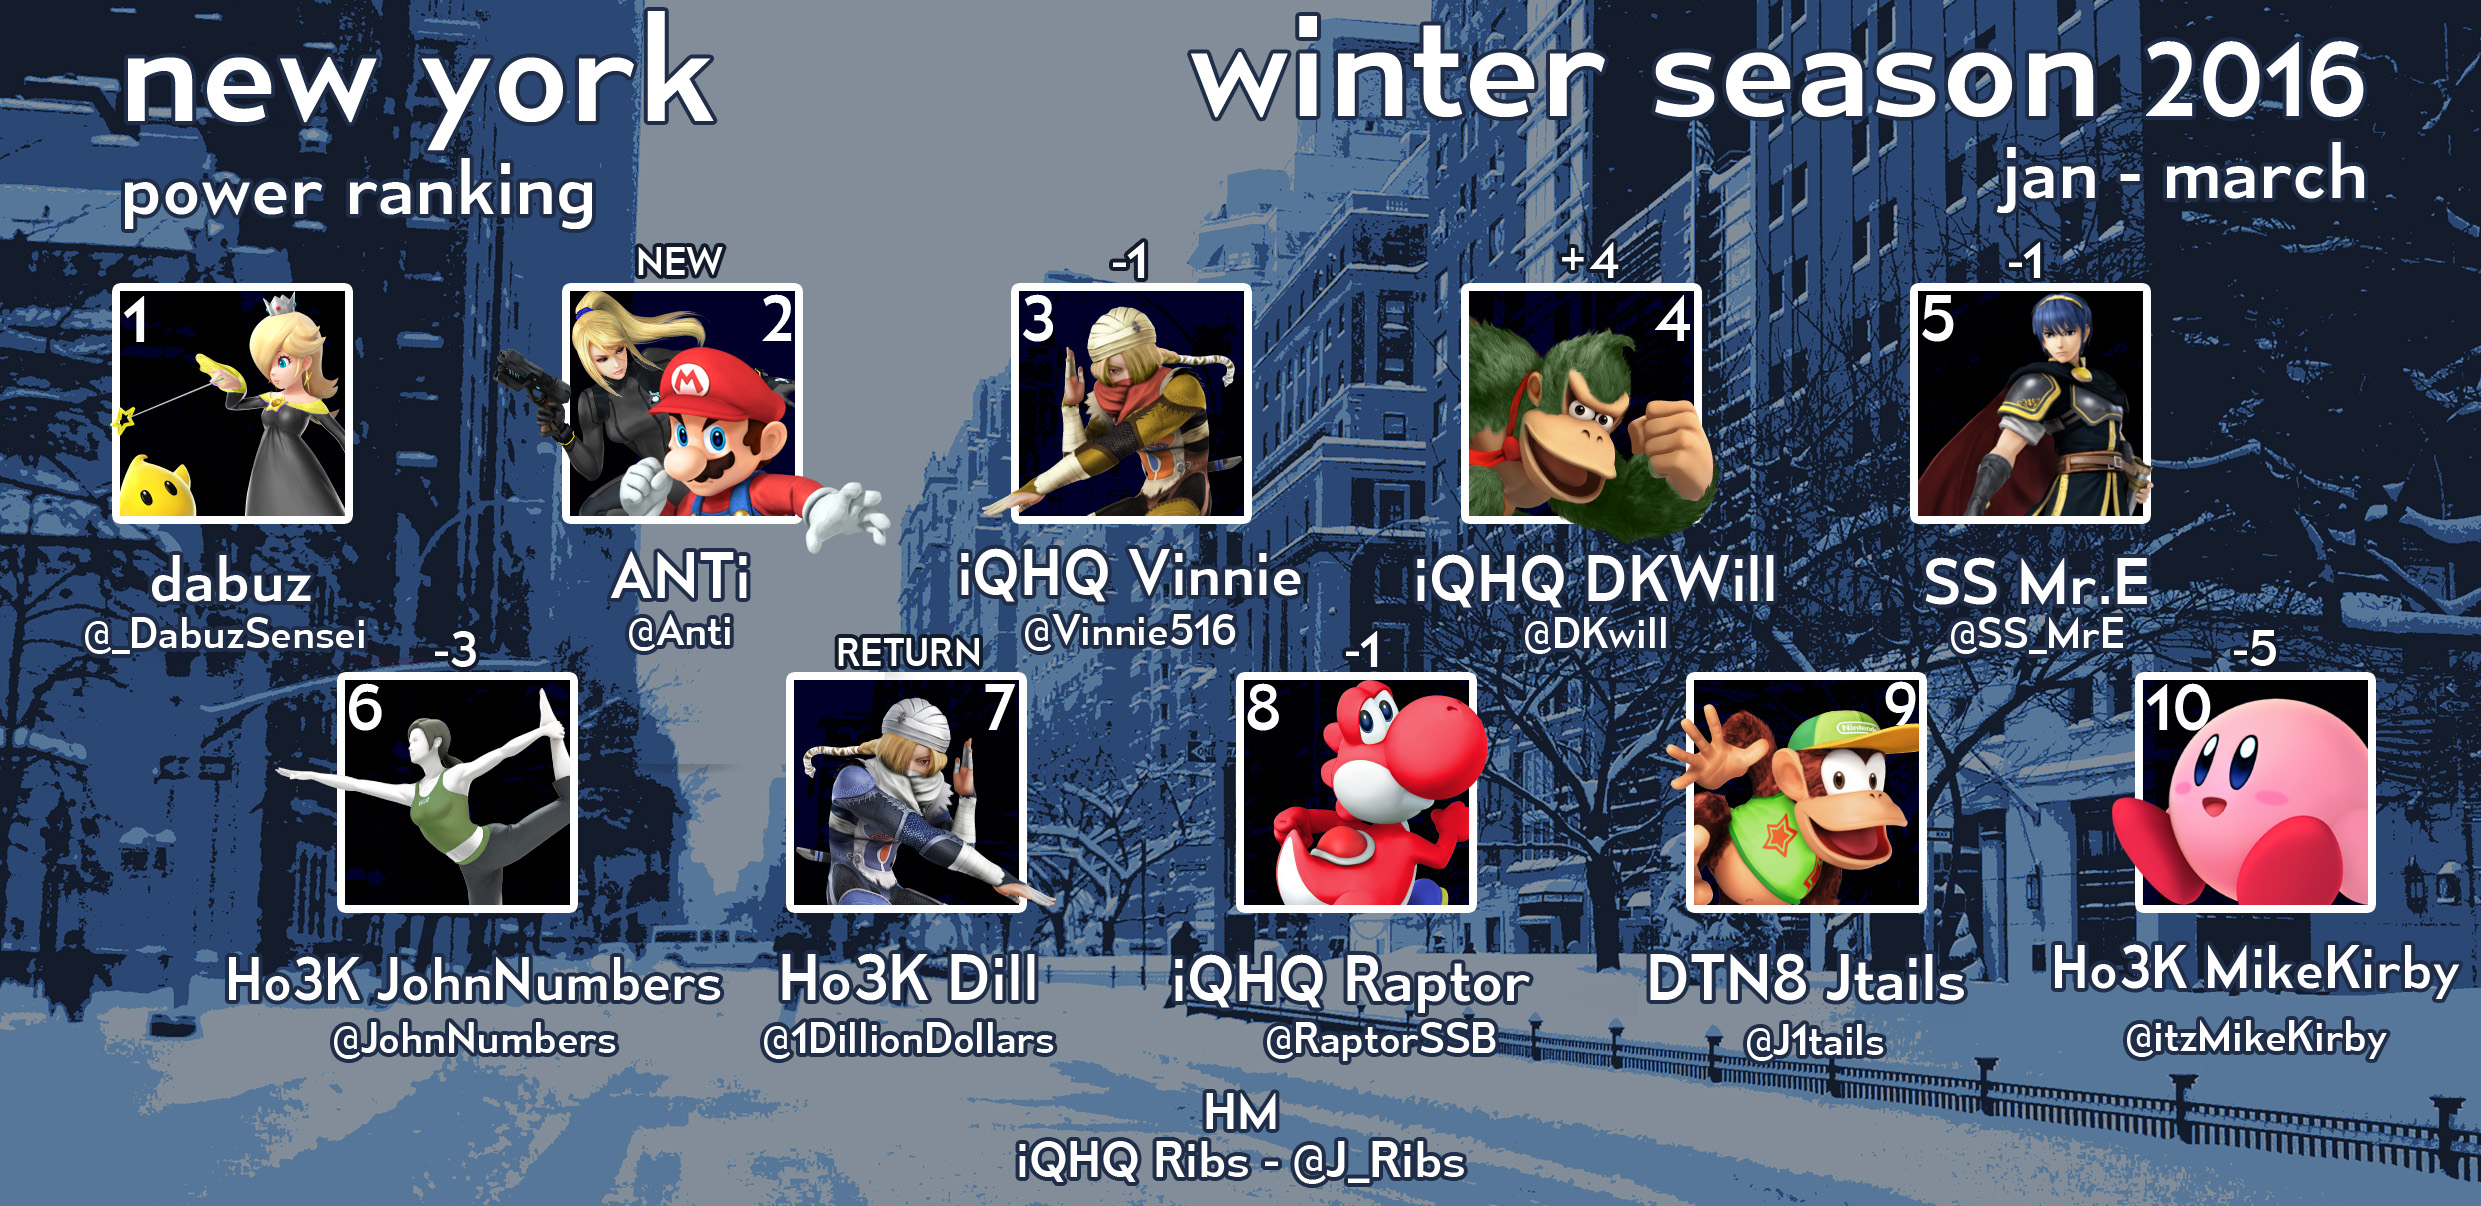 new york
power ranking
winter season 2016
jan - march
1
NEW
2
-1
3
+4
4
-1
5
dabuz
@_DabuzSensei
ANTi
@Anti
iQHQ Vinnie
@Vinnie516
iQHQ DKWill
@DKwill
SS Mr.E
@SS_MrE
-3
6
RETURN
7
-1
8
9
-5
10
Ho3K JohnNumbers
@JohnNumbers
Ho3K Dill
@1DillionDollars
iQHQ Raptor
@RaptorSSB
DTN8 Jtails
@J1tails
Ho3K MikeKirby
@itzMikeKirby
HM
iQHQ Ribs - @J_Ribs